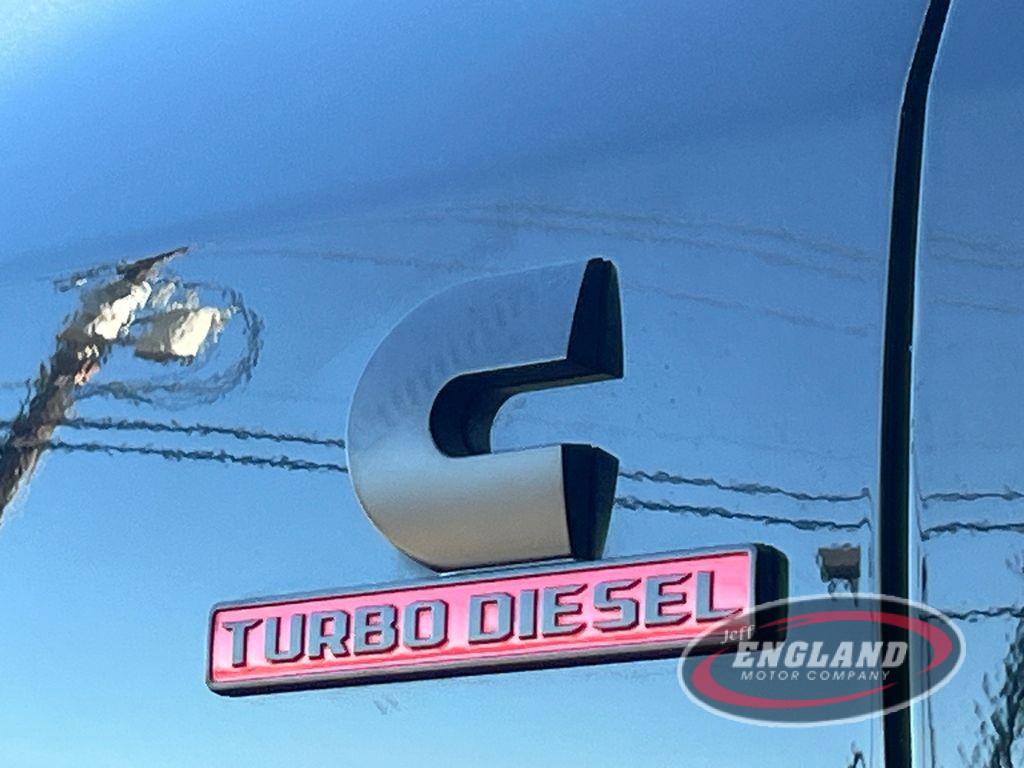 TURBO DIESEL
Jeff
ENGLAND
MOTOR COMPANY